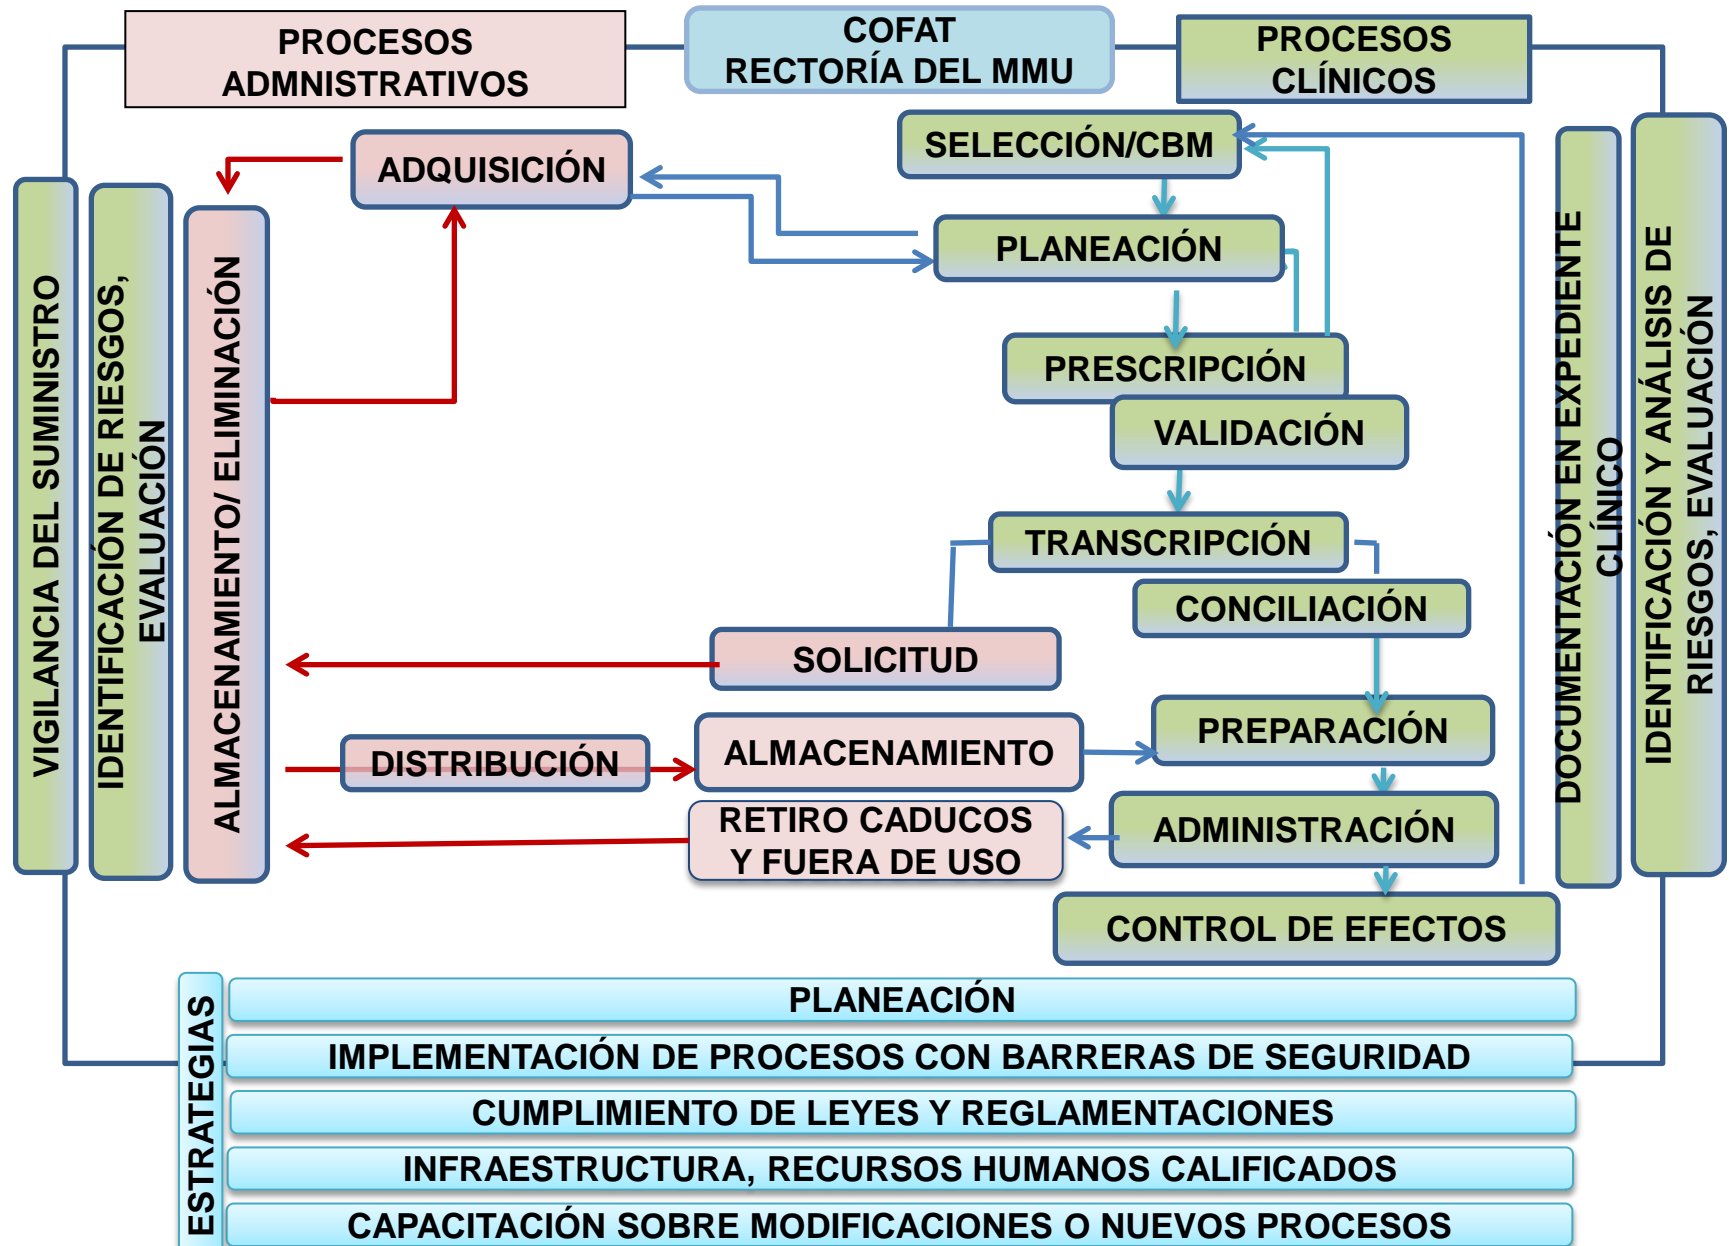 PROCESOS
ADMNISTRATIVOS
COFAT
RECTORÍA DEL MMU
PROCESOS
CLÍNICOS
VIGILANCIA DEL SUMINISTRO
IDENTIFICACIÓN DE RIESGOS,
EVALUACIÓN
ALMACENAMIENTO/ ELIMINACIÓN
ADQUISICIÓN
SELECCIÓN/CBM
PLANEACIÓN
PRESCRIPCIÓN
VALIDACIÓN
TRANSCRIPCIÓN
CONCILIACIÓN
SOLICITUD
DISTRIBUCIÓN
ALMACENAMIENTO
PREPARACIÓN
RETIRO CADUCOS
Y FUERA DE USO
ADMINISTRACIÓN
CONTROL DE EFECTOS
DOCUMENTACIÓN EN EXPEDIENTE
CLÍNICO
IDENTIFICACIÓN Y ANÁLISIS DE
RIESGOS, EVALUACIÓN
ESTRATEGIAS
PLANEACIÓN
IMPLEMENTACIÓN DE PROCESOS CON BARRERAS DE SEGURIDAD
CUMPLIMIENTO DE LEYES Y REGLAMENTACIONES
INFRAESTRUCTURA, RECURSOS HUMANOS CALIFICADOS
CAPACITACIÓN SOBRE MODIFICACIONES O NUEVOS PROCESOS